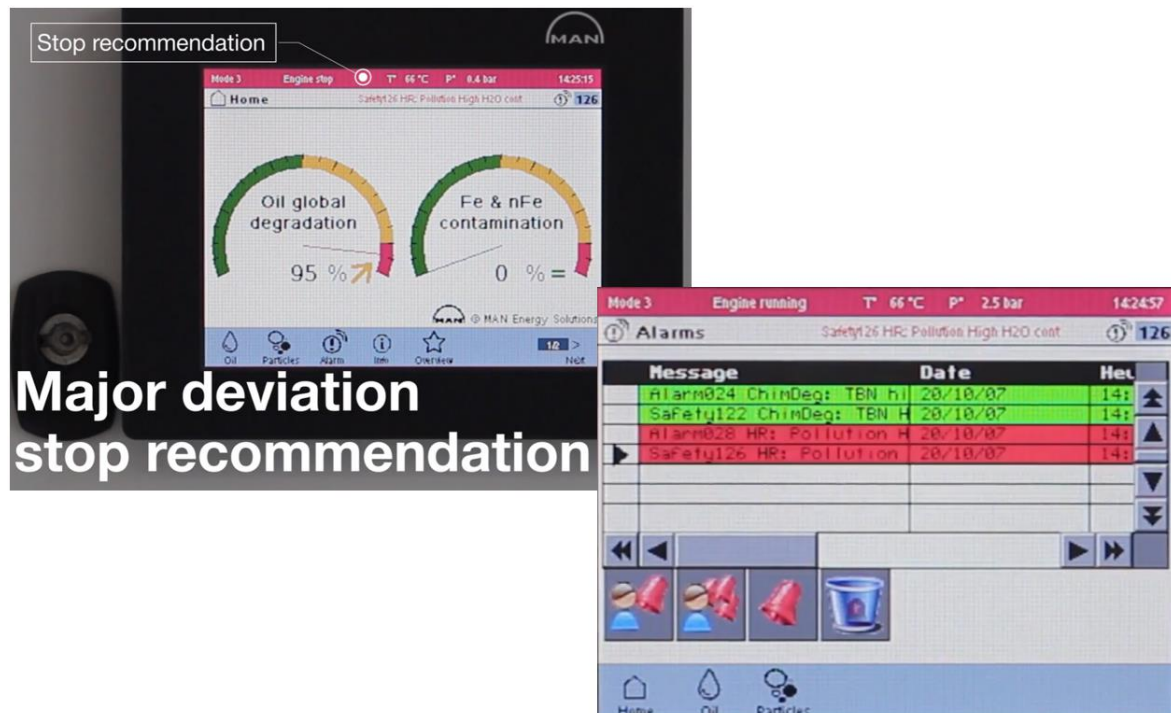 Stop recommendation
MAN
Mode 3 Engine stop T° 66 °C P° 0.4 bar 14:25:15
Home Safety126 HR: Pollution High H2O cont 126
Oil global degradation
95 %
Fe & nFe contamination
0 % =
MAN © MAN Energy Solutions
Oil Particles Alarm Info Overview 1/2 > Next
Major deviation
stop recommendation
Mode 3 Engine running T° 66 °C P° 2.5 bar 14:24:57
Alarms Safety126 HR: Pollution High H2O cont 126
Message Date Heu
Alarm024 ChimDeg: TBN hi 20/10/07 14:
Safety122 ChimDeg: TBN H 20/10/07 14:
Alarm028 HR: Pollution H 20/10/07 14:
Safety126 HR: Pollution 20/10/07 14:
Home Oil Particles